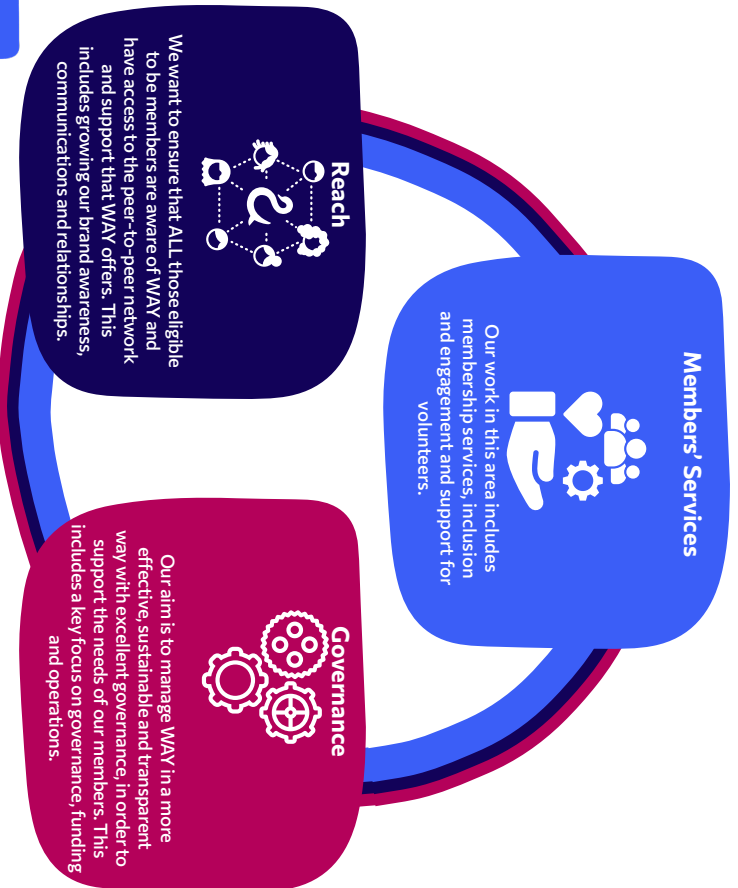 Members’ Services
Our work in this area includes
membership services, inclusion
and engagement and support for
volunteers.
Reach
We want to ensure that ALL those eligible
to be members are aware of WAY and
have access to the peer-to-peer network
and support that WAY offers. This
includes growing our brand awareness,
communications and relationships.
Governance
Our aim is to manage WAY in a more
effective, sustainable and transparent
way with excellent governance, in order to
support the needs of our members. This
includes a key focus on governance, funding
and operations.